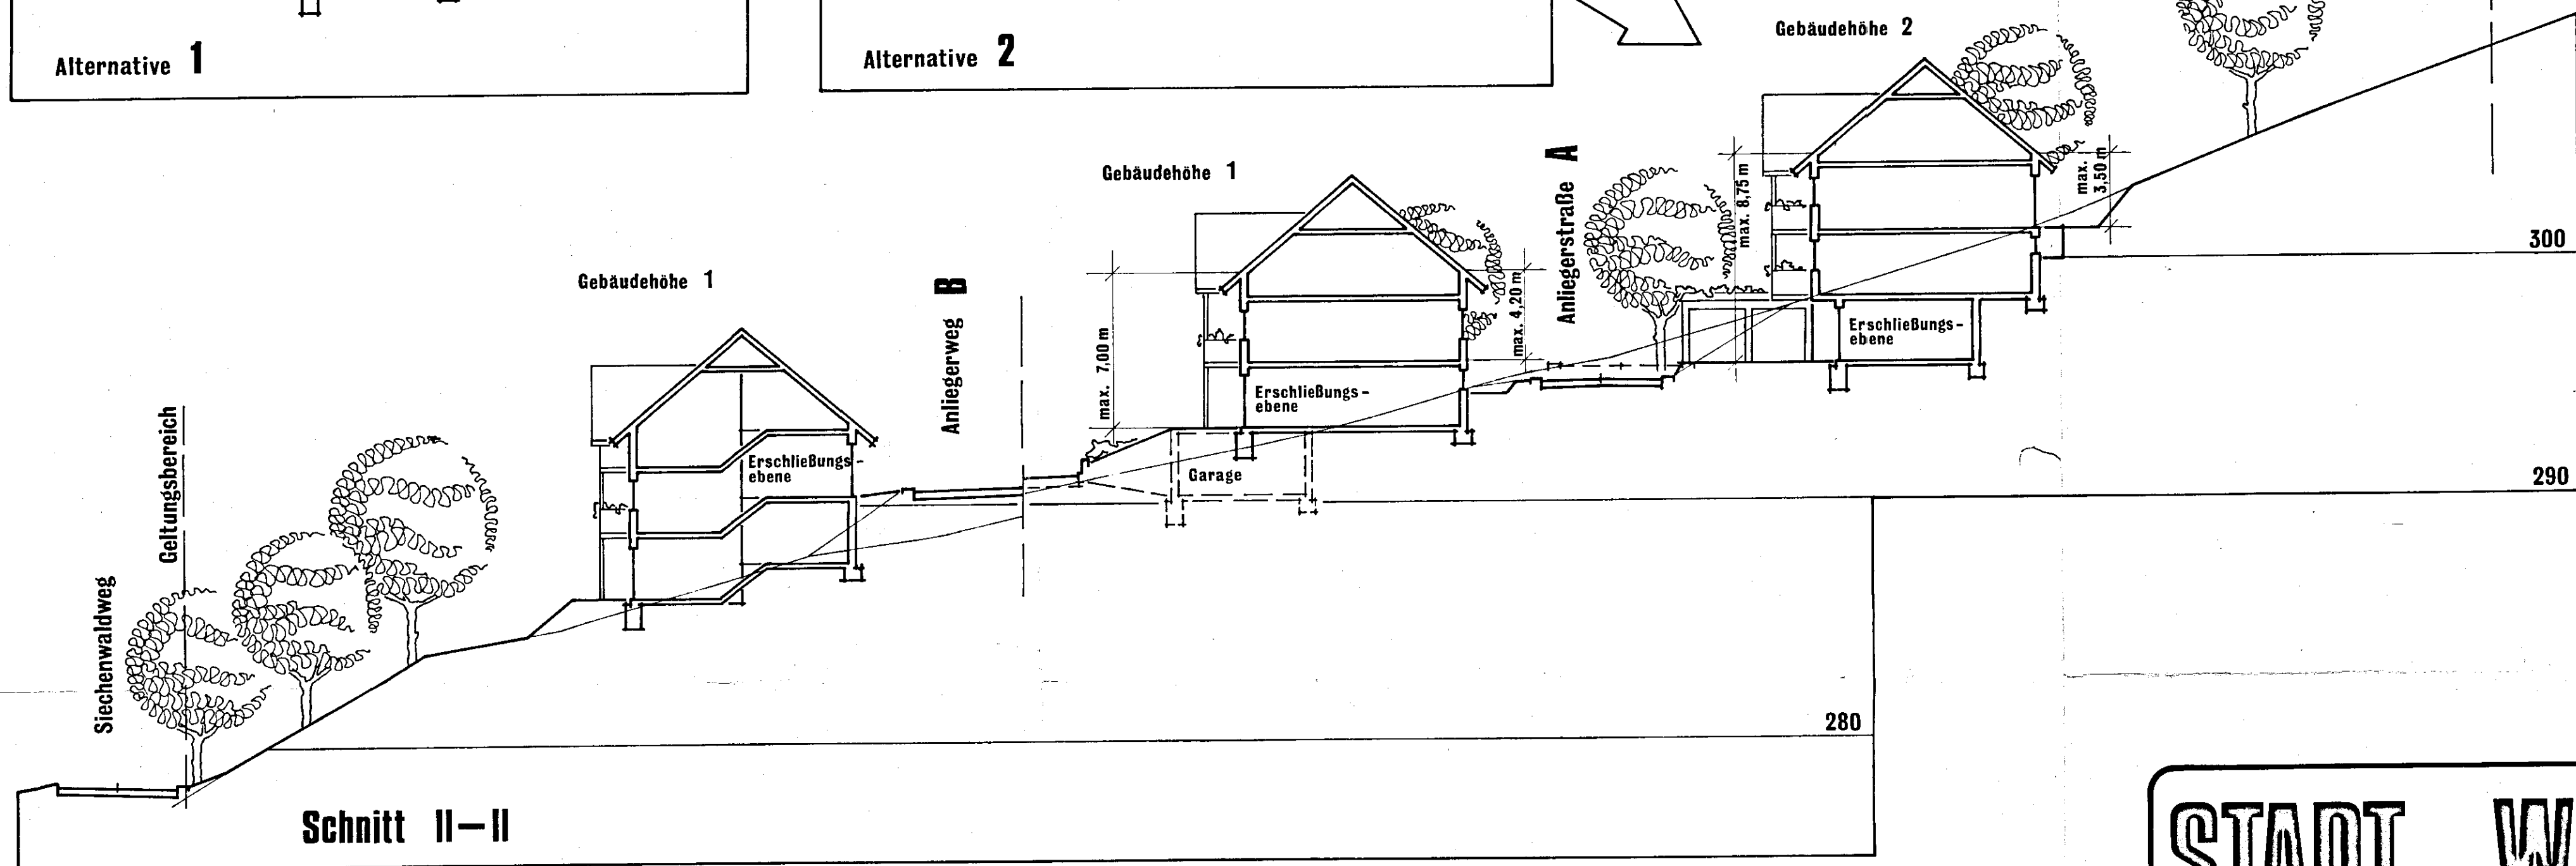 Alternative 1
Alternative 2
Gebäudehöhe 2
Gebäudehöhe 1
Gebäudehöhe 1
Anliegerstraße A
Anliegerweg B
max. 8,75 m
max.
3,50 m
max. 4,20 m
max. 7,00 m
300
290
280
Erschließungs-
ebene
Erschließungs-
ebene
Erschließungs-
ebene
Garage
Geltungsbereich
Siechenwaldweg
Schnitt II-II
STADT W